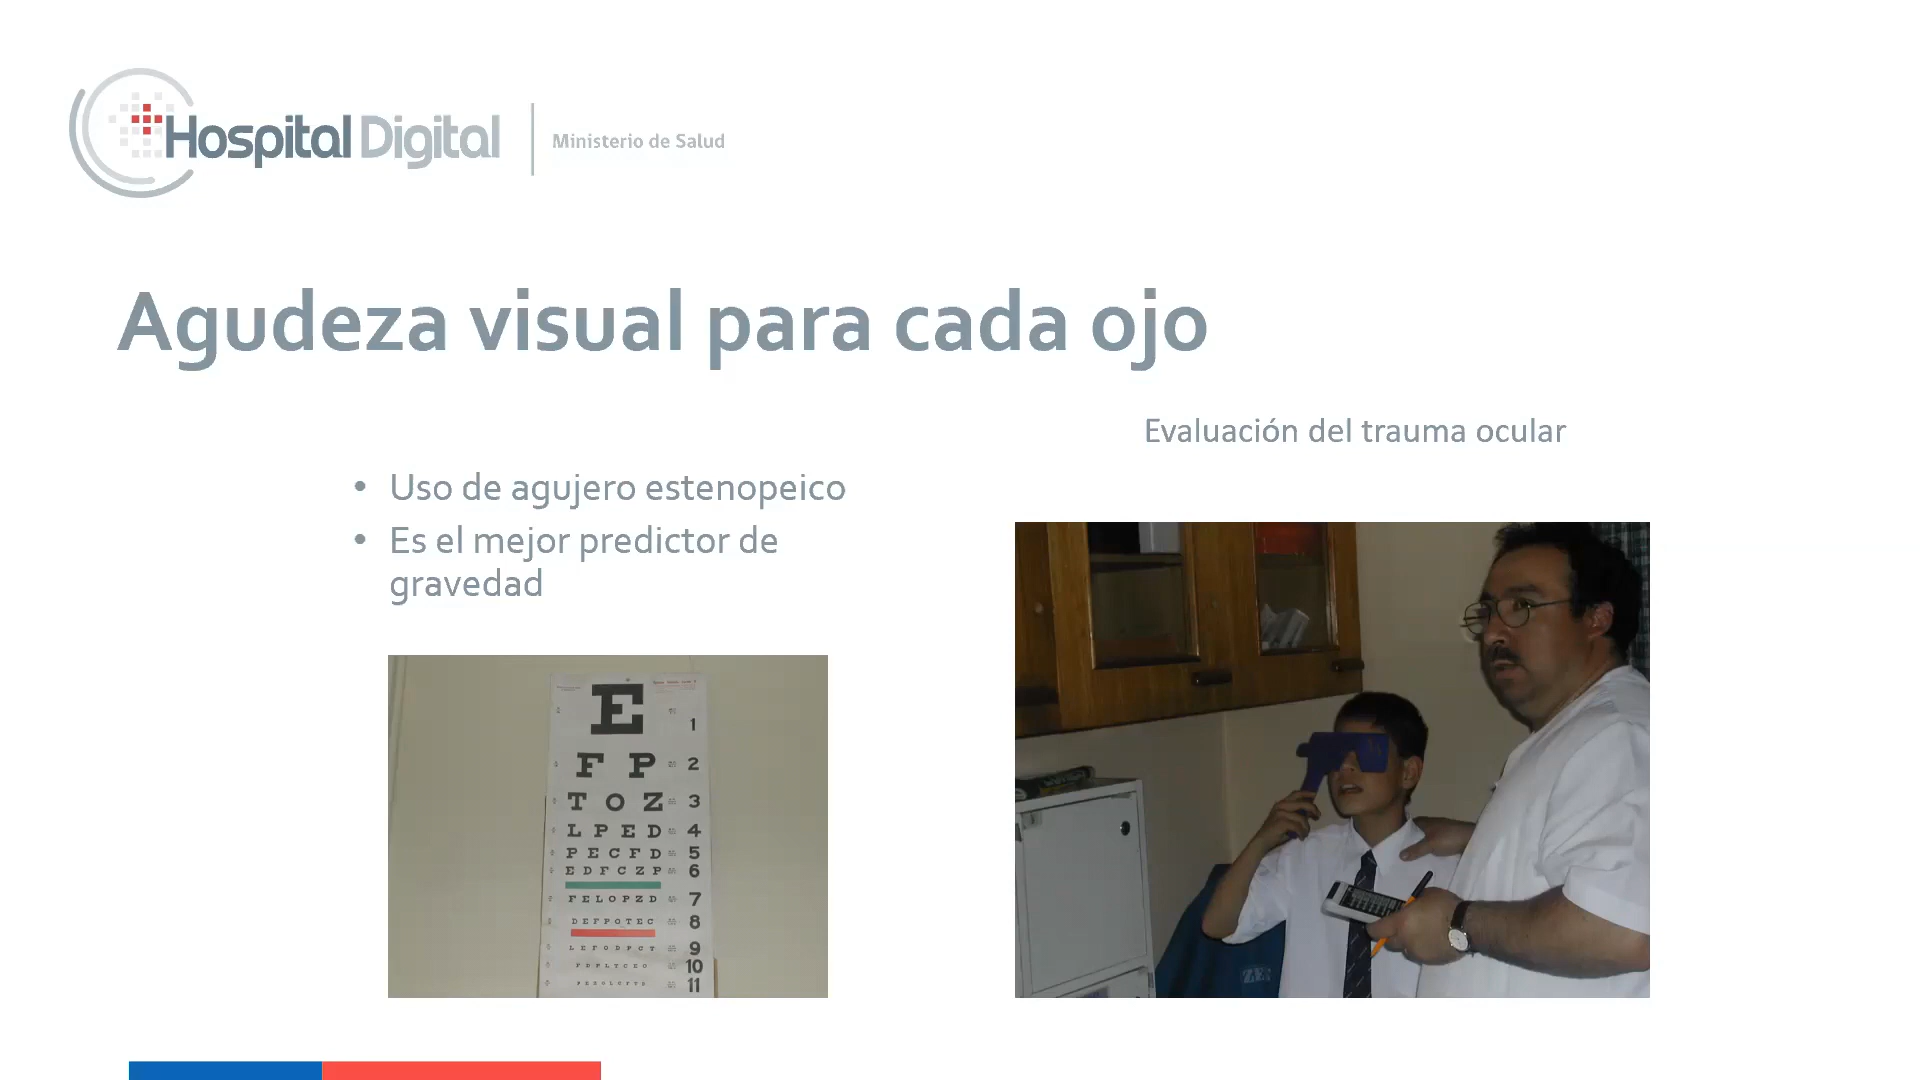 Hospital Digital
Ministerio de Salud
Agudeza visual para cada ojo
Evaluación del trauma ocular
• Uso de agujero estenopeico
• Es el mejor predictor de
gravedad
E 1
F P 2
T O Z 3
L P E D 4
P E C F D 5
E D F C Z P 6
F E L O P Z D 7
D E F P O T E C 8
L E F O D P C T 9
10
11